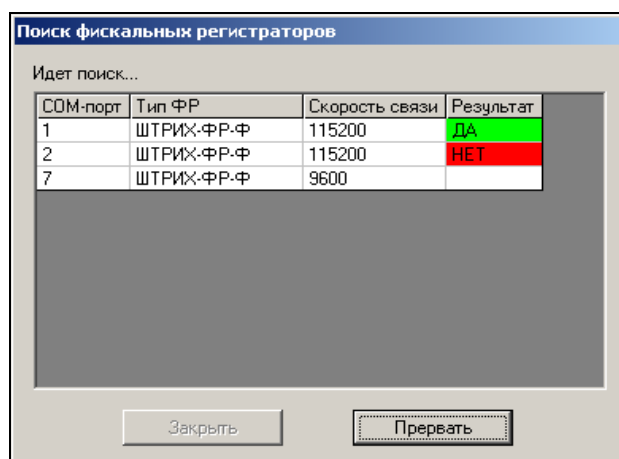 Поиск фискальных регистраторов
Идет поиск...
COM-порт Тип ФР Скорость связи Результат
1 ШТРИХ-ФР-Ф 115200 ДА
2 ШТРИХ-ФР-Ф 115200 НЕТ
7 ШТРИХ-ФР-Ф 9600
Закрыть Прервать